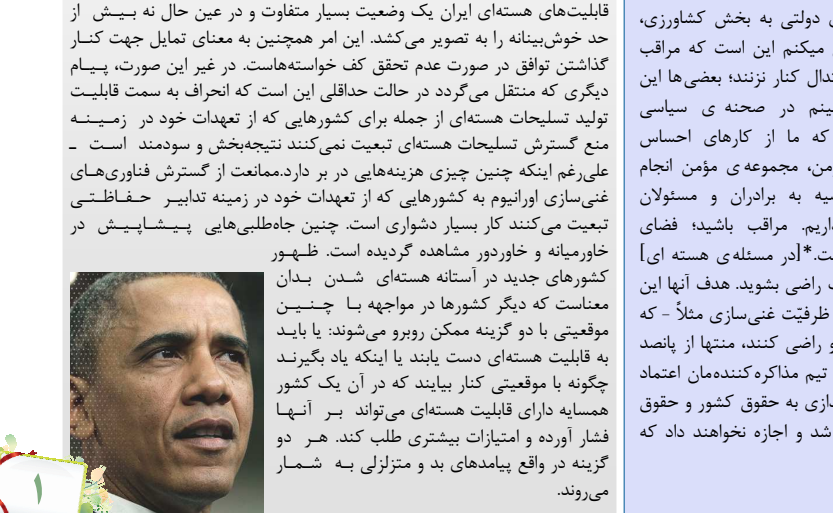 ی دولتی به بخش کشاورزی،
میکنم این است که مراقب
تدال کنار نزنند؛ بعضی‌ها این
بینم در صحنه ی سیاسی
که ما از کارهای احساس
من، مجموعه ی مؤمن انجام
سیه به برادران و مسئولان
داریم. مراقب باشید؛ فضای
ت.*[در مسئله ی هسته ای]
راضی بشوید. هدف آنها این
ظرفیّت غنی‌سازی مثلاً - که
و راضی کنند، منتها از پانصد
تیم مذاکره کننده‌مان اعتماد
دازی به حقوق کشور و حقوق
شد و اجازه نخواهند داد که
قابلیت‌های هسته‌ای ایران یک وضعیت بسیار متفاوت و در عین حال نه بیش از
حد خوش‌بینانه را به تصویر می‌کشد. این امر همچنین به معنای تمایل جهت کنار
گذاشتن توافق در صورت عدم تحقق کف خواسته‌هاست. در غیر این صورت، پیام
دیگری که منتقل می‌گردد در حالت حداقلی این است که انحراف به سمت قابلیت
تولید تسلیحات هسته‌ای از جمله برای کشورهایی که از تعهدات خود در زمینه
منع گسترش تسلیحات هسته‌ای تبعیت نمی‌کنند نتیجه‌بخش و سودمند است ـ
علی‌رغم اینکه چنین چیزی هزینه‌هایی در بر دارد.ممانعت از گسترش فناوری‌های
غنی‌سازی اورانیوم به کشورهایی که از تعهدات خود در زمینه تدابیر حفاظتی
تبعیت می‌کنند کار بسیار دشواری است. چنین جاه‌طلبی‌هایی پیشاپیش در
خاورمیانه و خاوردور مشاهده گردیده است. ظهور
کشورهای جدید در آستانه هسته‌ای شدن بدان
معناست که دیگر کشورها در مواجهه با چنین
موقعیتی با دو گزینه ممکن روبرو می‌شوند: یا باید
به قابلیت هسته‌ای دست یابند یا اینکه یاد بگیرند
چگونه با موقعیتی کنار بیایند که در آن یک کشور
همسایه دارای قابلیت هسته‌ای می‌تواند بر آنها
فشار آورده و امتیازات بیشتری طلب کند. هر دو
گزینه در واقع پیامدهای بد و متزلزلی به شمار
می‌روند.
۱